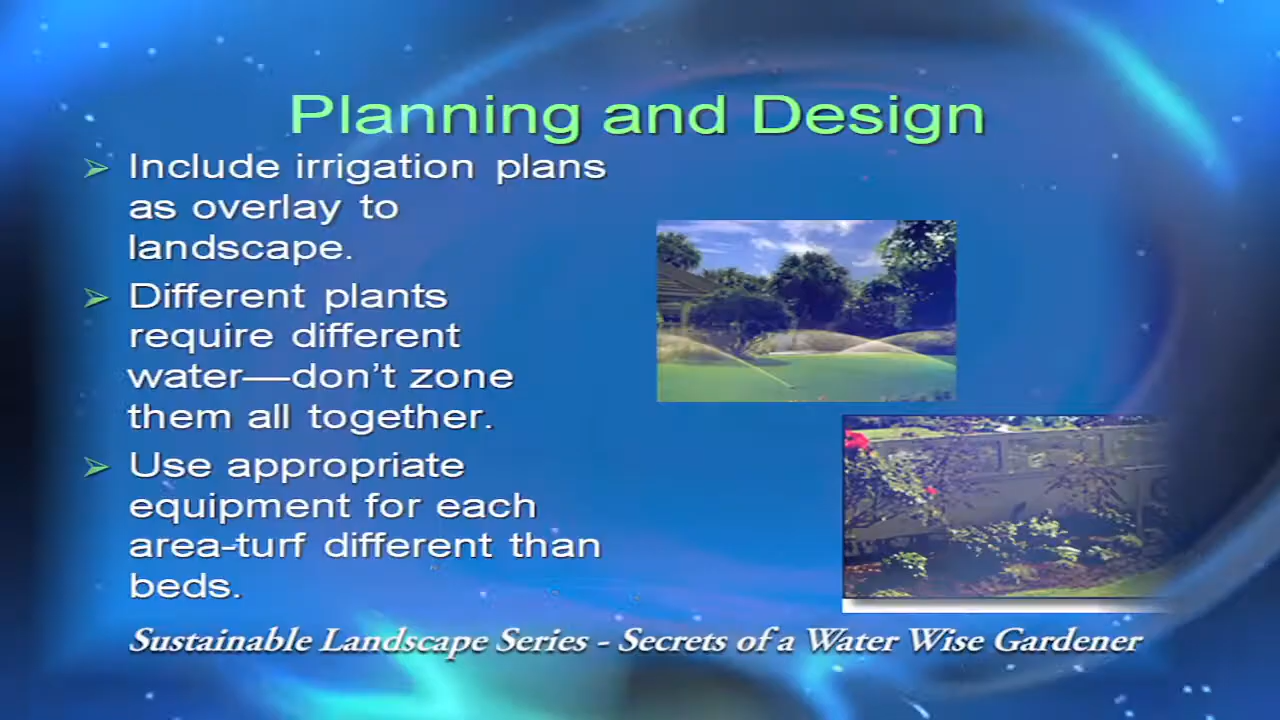 Planning and Design
➢ Include irrigation plans
as overlay to
landscape.
➢ Different plants
require different
water—don’t zone
them all together.
➢ Use appropriate
equipment for each
area-turf different than
beds.
Sustainable Landscape Series - Secrets of a Water Wise Gardener